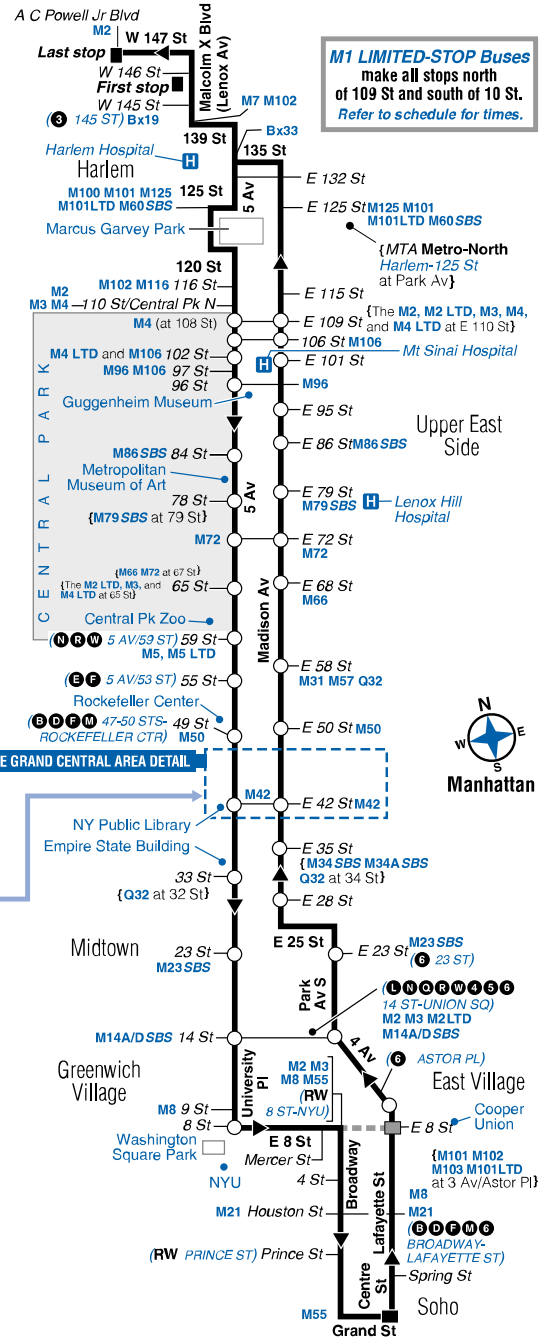 A C Powell Jr Blvd
M2
W 147 St
Last stop
W 146 St
First stop
W 145 St
(3 145 ST) Bx19
Malcolm X Blvd
(Lenox Av)
M7 M102
139 St
Bx33
135 St
M1 LIMITED-STOP Buses
make all stops north
of 109 St and south of 10 St.
Refer to schedule for times.
Harlem Hospital
H
Harlem
E 132 St
M100 M101 M125
M101LTD M60SBS
125 St
5 Av
E 125 St M125 M101
M101LTD M60SBS
Marcus Garvey Park
{MTA Metro-North
Harlem-125 St
at Park Av}
120 St
M102 M116 116 St
E 115 St
M2
M3 M4 110 St/Central Pk N
M4 (at 108 St)
E 109 St {The M2, M2 LTD, M3, M4,
and M4 LTD at E 110 St}
106 St M106
M4 LTD and M106 102 St
H
Mt Sinai Hospital
E 101 St
M96 M106 97 St
96 St
M96
Guggenheim Museum
E 95 St
CENTRAL PARK
Upper East
Side
M86SBS 84 St
E 86 St M86SBS
Metropolitan
Museum of Art
5 Av
78 St
{M79SBS at 79 St}
E 79 St
M79SBS
H Lenox Hill
Hospital
M72
E 72 St
M72
{M66 M72 at 67 St}
{The M2 LTD, M3, and
M4 LTD at 65 St}
65 St
E 68 St
M66
Madison Av
Central Pk Zoo
(N R W 5 AV/59 ST) 59 St
M5, M5 LTD
E 58 St
M31 M57 Q32
(E F 5 AV/53 ST) 55 St
Rockefeller Center
(B D F M 47-50 STS-
ROCKEFELLER CTR)
49 St
M50
E 50 St M50
N
W E
S
Manhattan
E GRAND CENTRAL AREA DETAIL
M42
E 42 St M42
NY Public Library
Empire State Building
E 35 St
{M34SBS M34ASBS
Q32 at 34 St}
33 St
{Q32 at 32 St}
E 28 St
E 25 St
Midtown
23 St
M23SBS
E 23 St M23SBS
(6 23 ST)
Park
Av S
(L N Q R W 4 5 6
14 ST-UNION SQ)
M2 M3 M2LTD
M14A/DSBS
M14A/DSBS 14 St
4 Av
Greenwich
Village
University
Pl
M2 M3
M8 M55
(RW
8 ST-NYU)
(6 ASTOR PL)
East Village
M8 9 St
8 St
E 8 St
E 8 St
Cooper
Union
Washington
Square Park
Mercer St
NYU
4 St
Broadway
Lafayette St
{M101 M102
M103 M101LTD
at 3 Av/Astor Pl}
M8
M21 Houston St
M21
(B D F M 6
BROADWAY-
LAFAYETTE ST)
(RW PRINCE ST) Prince St
Centre
St
Spring St
M55
Soho
Grand St